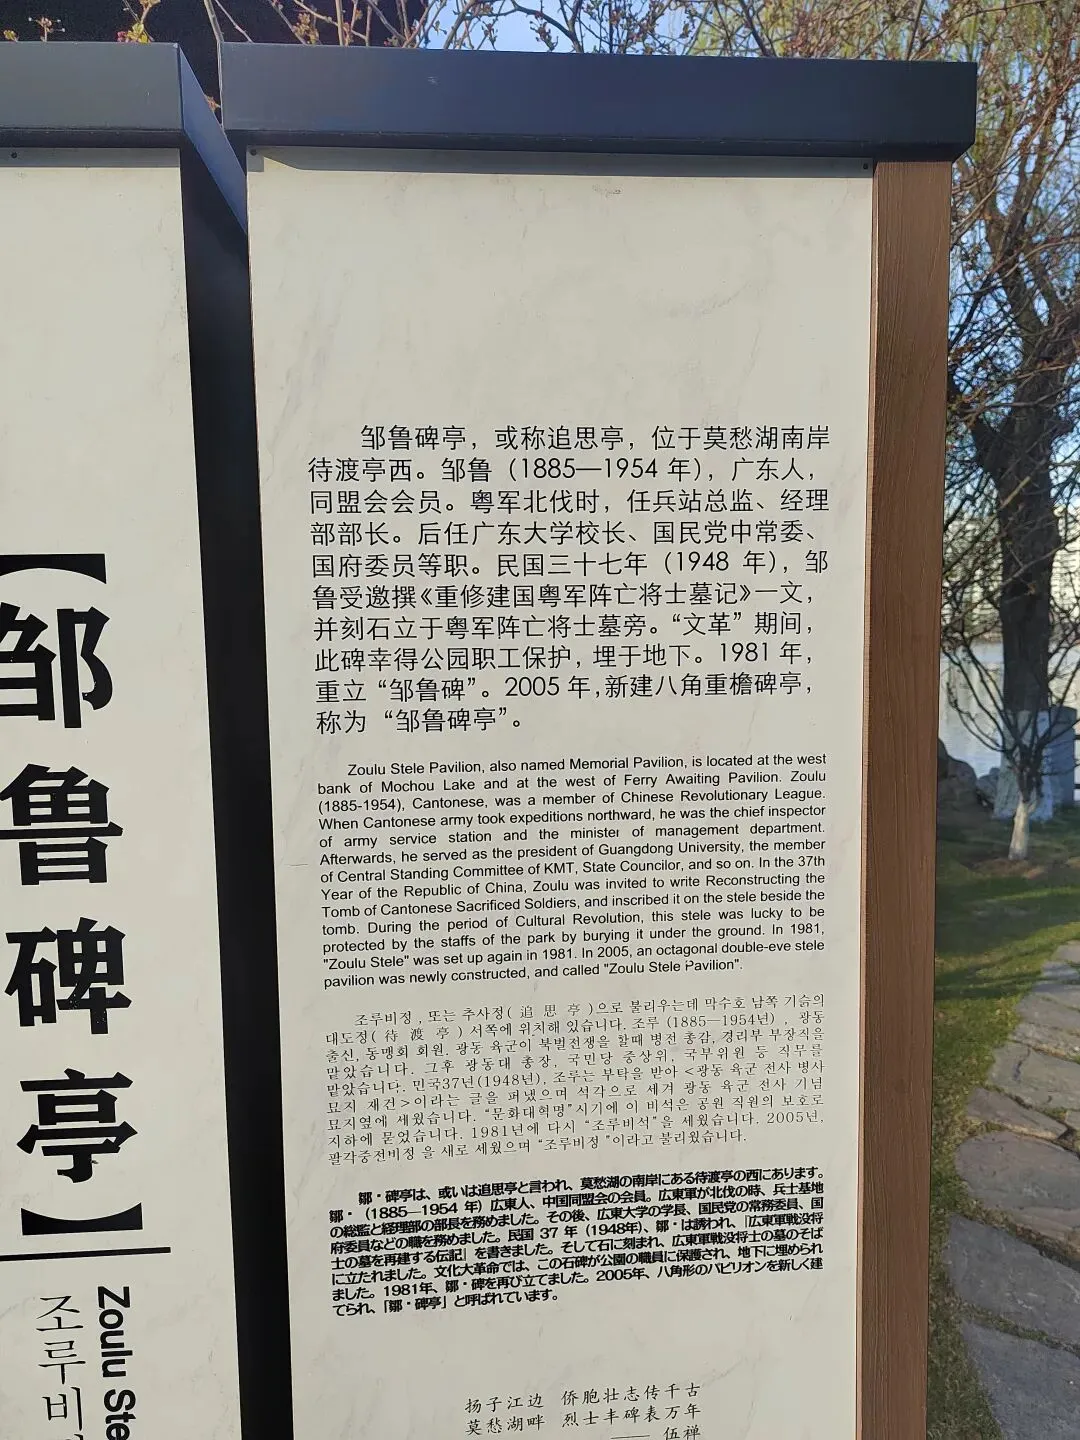 【邹鲁碑亭】
Zoulu Ste
조루비
邹鲁碑亭，或称追思亭，位于莫愁湖南岸
待渡亭西。邹鲁（1885—1954 年），广东人，
同盟会会员。粤军北伐时，任兵站总监、经理
部部长。后任广东大学校长、国民党中常委、
国府委员等职。民国三十七年（1948 年），邹
鲁受邀撰《重修建国粤军阵亡将士墓记》一文，
并刻石立于粤军阵亡将士墓旁。“文革”期间，
此碑幸得公园职工保护，埋于地下。1981 年，
重立“邹鲁碑”。2005 年，新建八角重檐碑亭，
称为 “邹鲁碑亭”。
Zoulu Stele Pavilion, also named Memorial Pavilion, is located at the west
bank of Mochou Lake and at the west of Ferry Awaiting Pavilion. Zoulu
(1885-1954), Cantonese, was a member of Chinese Revolutionary League.
When Cantonese army took expeditions northward, he was the chief inspector
of army service station and the minister of management department.
Afterwards, he served as the president of Guangdong University, the member
of Central Standing Committee of KMT, State Councilor, and so on. In the 37th
Year of the Republic of China, Zoulu was invited to write Reconstructing the
Tomb of Cantonese Sacrificed Soldiers, and inscribed it on the stele beside the
tomb. During the period of Cultural Revolution, this stele was lucky to be
protected by the staffs of the park by burying it under the ground. In 1981,
"Zoulu Stele" was set up again in 1981. In 2005, an octagonal double-eve stele
pavilion was newly constructed, and called "Zoulu Stele Pavilion".
조루비정 , 또는 추사정( 追 思 亭 )으로 불리우는데 막수호 남쪽 기슭의
대도정( 待 渡 亭 ) 서쪽에 위치해 있습니다. 조루 (1885—1954년) , 광동
출신, 동맹회 회원. 광동 육군이 북벌전쟁을 할때 병전 총감, 경리부 부장직을
맡았습니다. 그후 광동대 총장, 국민당 중상위, 국부위원 등 직무를
맡았습니다. 민국37년(1948년), 조루는 부탁을 받아 <광동 육군 전사 병사
묘지 재건>이라는 글을 펴냈으며 석각으로 세겨 광동 육군 전사 기념
묘지옆에 세웠습니다. “문화대혁명”시기에 이 비석은 공원 직원의 보호로
지하에 묻었습니다. 1981년에 다시 “조루비석”을 세웠습니다. 2005년,
팔각중전비정 을 새로 세웠으며 “조루비정 ”이라고 불리웠습니다.
鄒・碑亭は、或いは追思亭と言われ、莫愁湖の南岸にある待渡亭の西にあります。
鄒・（1885—1954 年）広東人、中国同盟会の会員。広東軍が北伐の時、兵士基地
の総監と経理部の部長を務めました。その後、広東大学の学長、国民党の常務委員、国
府委員などの職を務めました。民国 37 年（1948年）、鄒・は誘われ、「広東軍戦没将
士の墓を再建する伝記」を書きました。そして石に刻まれ、広東軍戦没将士の墓のそば
に立たれました。文化大革命では、この石碑が公園の職員に保護され、地下に埋められ
ました。1981年、鄒・碑を再び立てました。2005年、八角形のパビリオンを新しく建
てられ、「鄒・碑亭」と呼ばれています。
扬子江边 侨胞壮志传千古
莫愁湖畔 烈士丰碑表万年
—— 伍禅